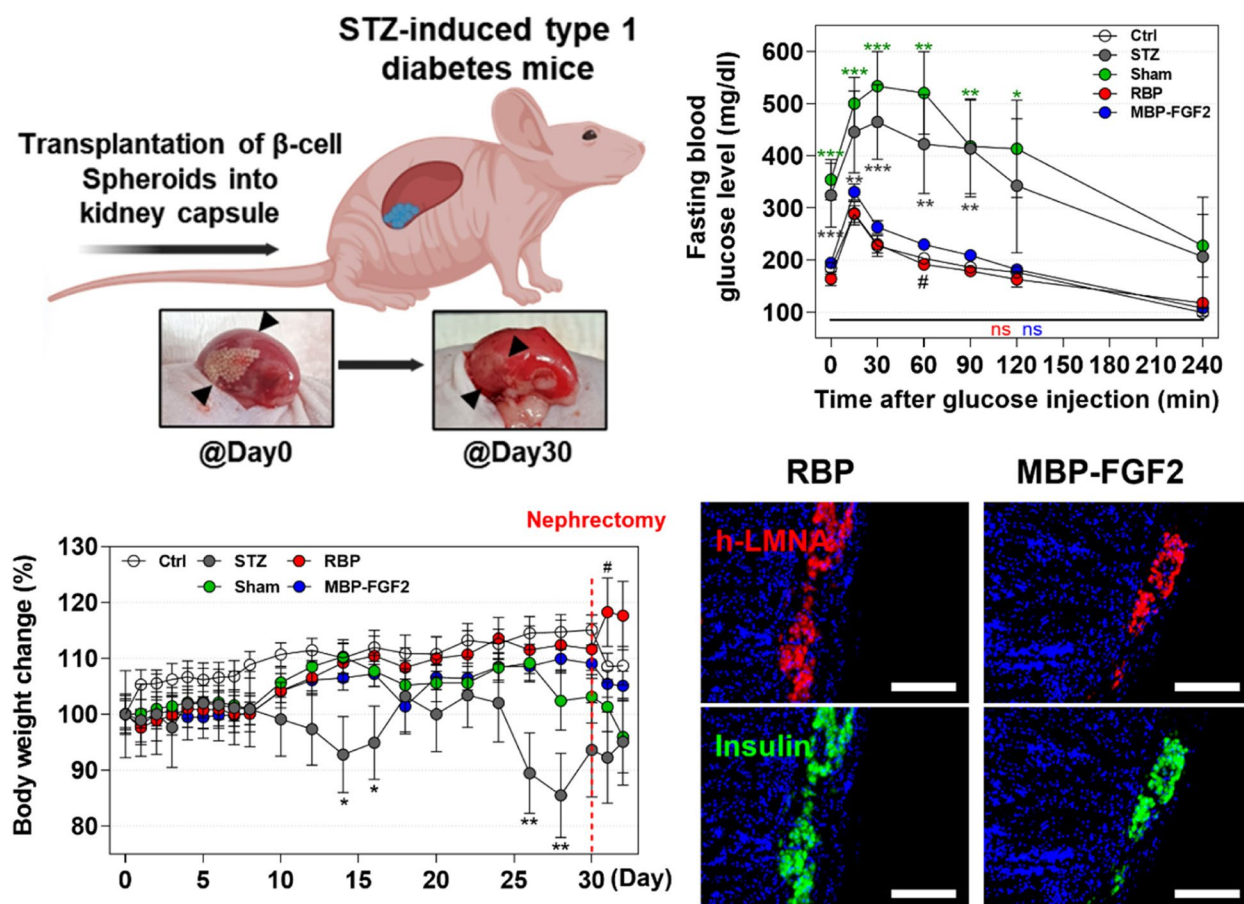 STZ-induced type 1
diabetes mice
Transplantation of β-cell
Spheroids into
kidney capsule
@Day0
@Day30
Fasting blood
glucose level (mg/dl)
600
500
400
300
200
100
Ctrl
STZ
Sham
RBP
MBP-FGF2
***
***
***
**
**
*
***
**
***
**
**
#
ns ns
0 30 60 90 120 150 180 210 240
Time after glucose injection (min)
Nephrectomy
Body weight change (%)
130
120
110
100
90
80
Ctrl STZ RBP
Sham MBP-FGF2
#
*
*
**
**
0 5 10 15 20 25 30 (Day)
RBP MBP-FGF2
h-LMNA
Insulin